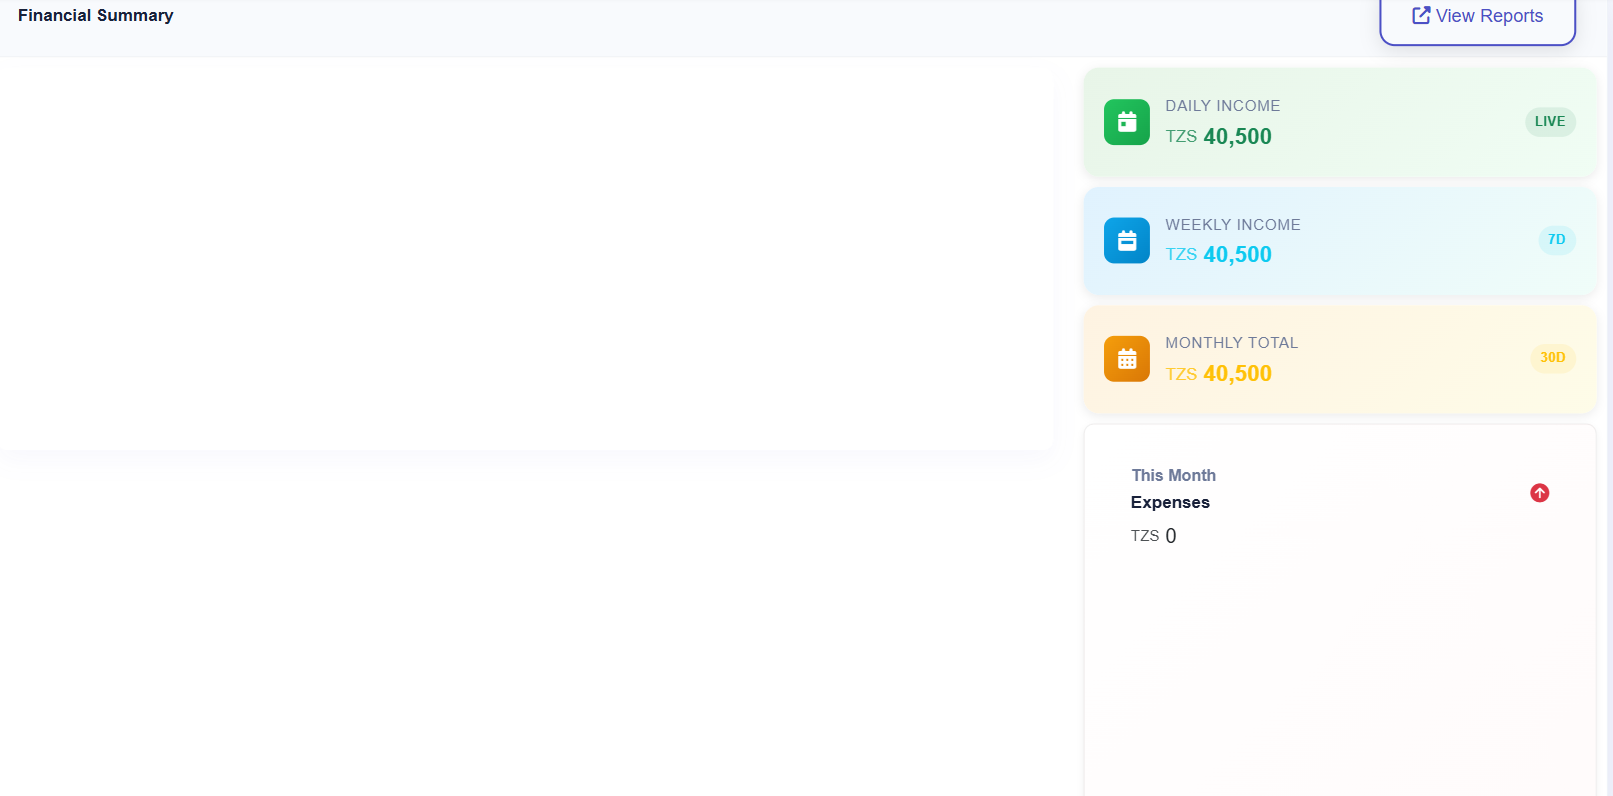 Financial Summary
View Reports
DAILY INCOME
TZS 40,500
LIVE
WEEKLY INCOME
TZS 40,500
7D
MONTHLY TOTAL
TZS 40,500
30D
This Month
Expenses
TZS 0